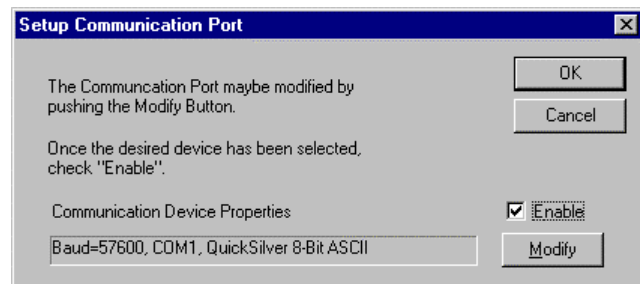 Setup Communication Port
The Communcation Port maybe modified by
pushing the Modify Button.
OK
Cancel
Once the desired device has been selected,
check "Enable".
Communication Device Properties
Enable
Baud=57600, COM1, QuickSilver 8-Bit ASCII
Modify